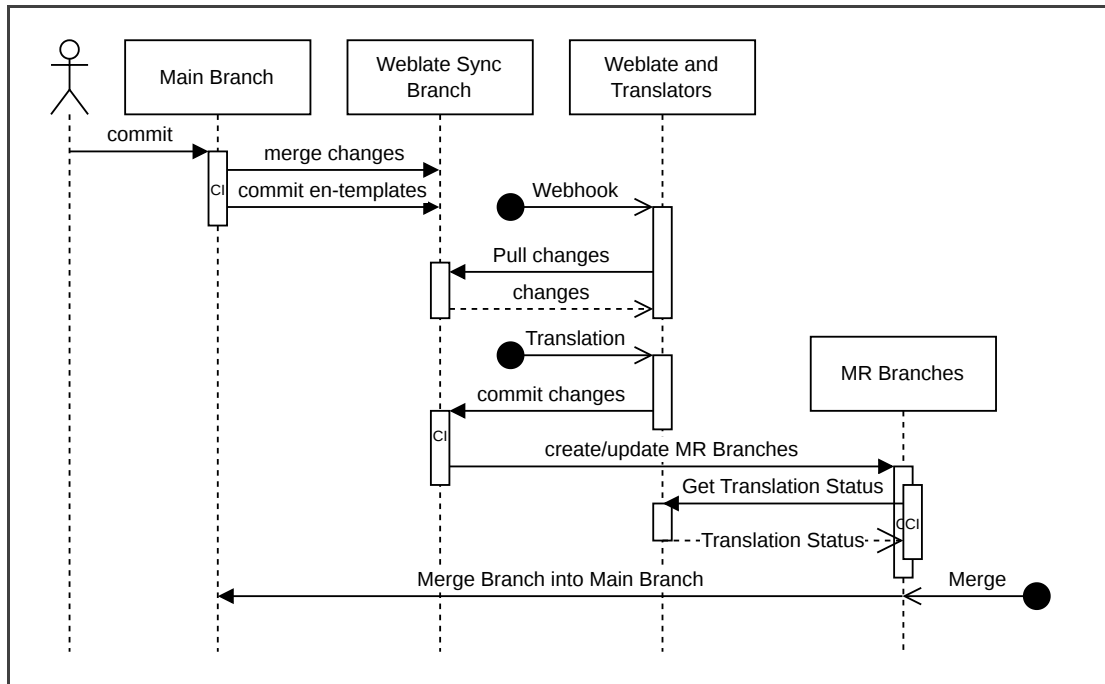 Main Branch
Weblate Sync
Branch
Weblate and
Translators
commit
merge changes
CI
commit en-templates
Webhook
Pull changes
changes
Translation
MR Branches
commit changes
CI
create/update MR Branches
Get Translation Status
CI
Translation Status
Merge Branch into Main Branch
Merge